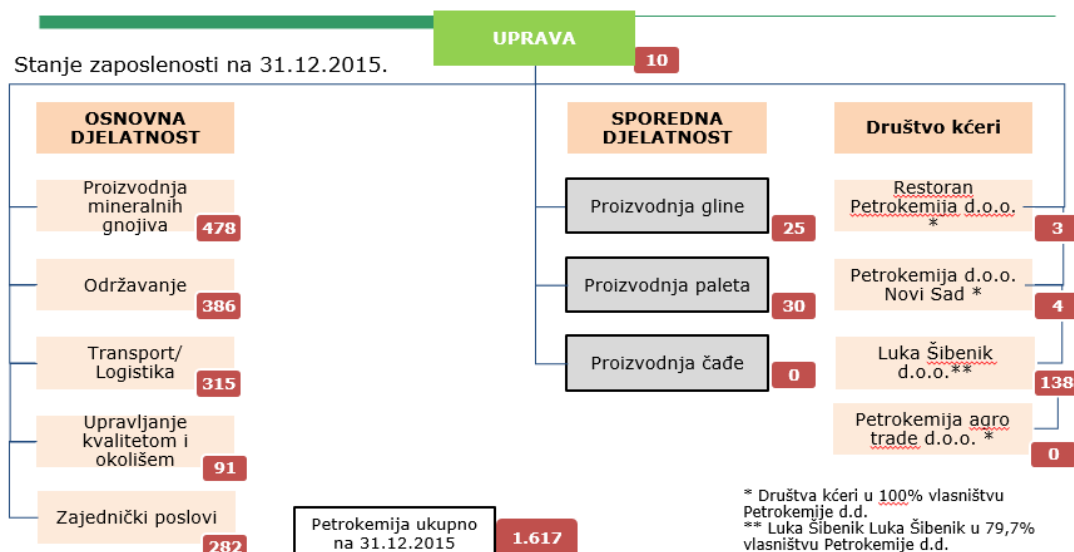 UPRAVA
10
Stanje zaposlenosti na 31.12.2015.
OSNOVNA
DJELATNOST
Proizvodnja
mineralnih
gnojiva
478
Održavanje
386
Transport/
Logistika
315
Upravljanje
kvalitetom i
okolišem
91
Zajednički poslovi
282
SPOREDNA
DJELATNOST
Proizvodnja gline
25
Proizvodnja paleta
30
Proizvodnja čađe
0
Društvo kćeri
Restoran
Petrokemija d.o.o.
*
3
Petrokemija d.o.o.
Novi Sad *
4
Luka Šibenik
d.o.o.**
138
Petrokemija agro
trade d.o.o. *
0
Petrokemija ukupno
na 31.12.2015
1.617
* Društva kćeri u 100% vlasništvu
Petrokemije d.d.
** Luka Šibenik Luka Šibenik u 79,7%
vlasništvu Petrokemije d.d.